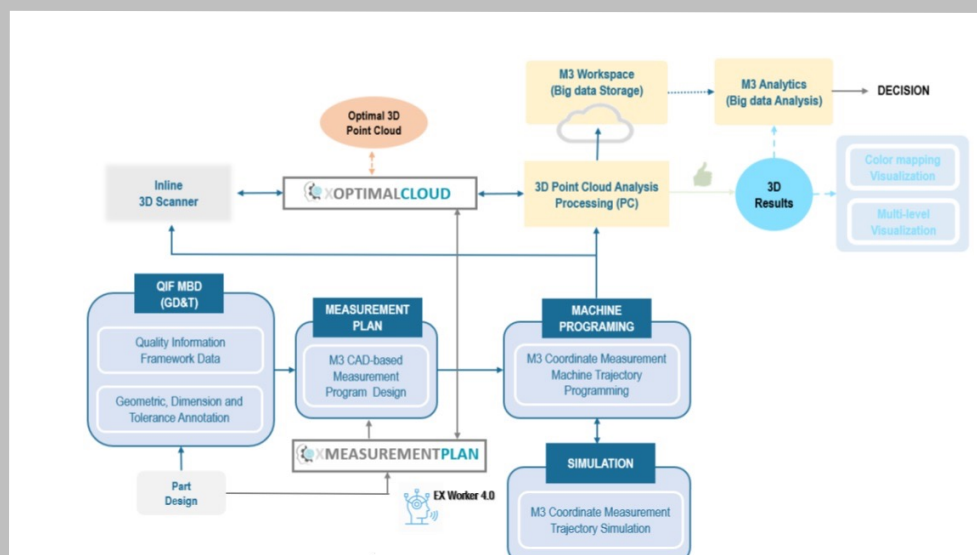 M3 Workspace
(Big data Storage)
M3 Analytics
(Big data Analysis)
DECISION
Optimal 3D
Point Cloud
Inline
3D Scanner
XOPTIMALCLOUD
3D Point Cloud Analysis
Processing (PC)
3D
Results
Color mapping
Visualization
Multi-level
Visualization
QIF MBD
(GD&T)
Quality Information
Framework Data
Geometric, Dimension and
Tolerance Annotation
MEASUREMENT
PLAN
M3 CAD-based
Measurement
Program Design
MACHINE
PROGRAMING
M3 Coordinate Measurement
Machine Trajectory
Programming
XMEASUREMENTPLAN
SIMULATION
M3 Coordinate Measurement
Trajectory Simulation
Part
Design
EX Worker 4.0